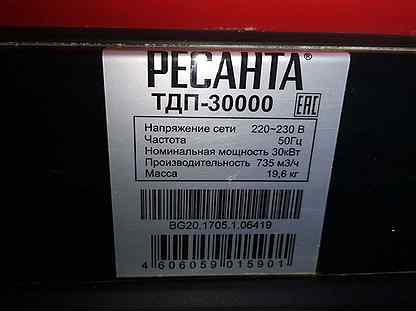 РЕСАНТА®
ТДП-30000
EAC
Напряжение сети 220~230 В
Частота 50Гц
Номинальная мощность 30кВт
Производительность 735 м3/ч
Масса 19,6 кг
BG20.1705.1.06419
4 606059 015901